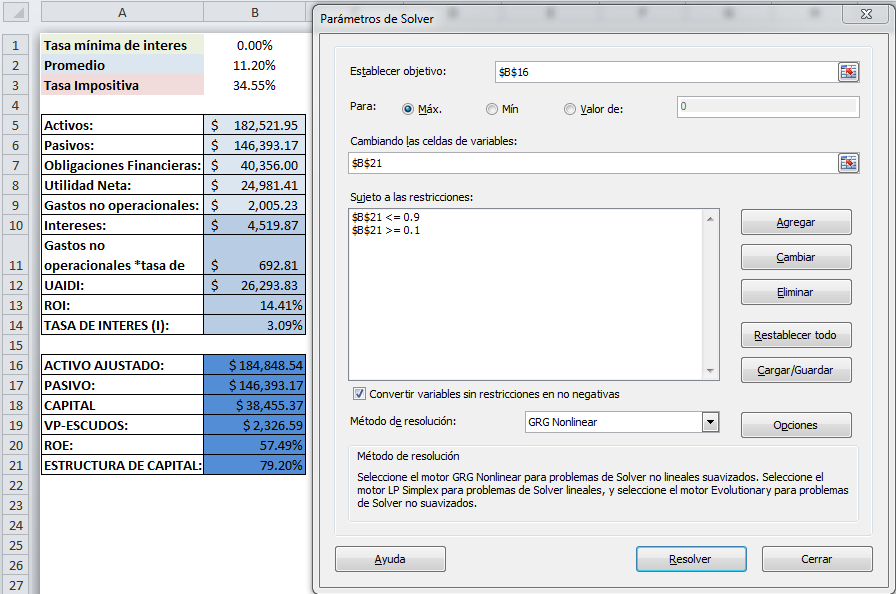 A B
1 Tasa mínima de interes 0.00%
2 Promedio 11.20%
3 Tasa Impositiva 34.55%
4
5 Activos: $ 182,521.95
6 Pasivos: $ 146,393.17
7 Obligaciones Financieras: $ 40,356.00
8 Utilidad Neta: $ 24,981.41
9 Gastos no operacionales: $ 2,005.23
10 Intereses: $ 4,519.87
Gastos no
11 operacionales *tasa de $ 692.81
12 UAIDI: $ 26,293.83
13 ROI: 14.41%
14 TASA DE INTERES (I): 3.09%
15
16 ACTIVO AJUSTADO: $ 184,848.54
17 PASIVO: $ 146,393.17
18 CAPITAL $ 38,455.37
19 VP-ESCUDOS: $ 2,326.59
20 ROE: 57.49%
21 ESTRUCTURA DE CAPITAL: 79.20%
22
23
24
25
26
27
Parámetros de Solver
Establecer objetivo: $B$16
Para: Máx. Mín Valor de: 0
Cambiando las celdas de variables:
$B$21
Sujeto a las restricciones:
$B$21 <= 0.9
$B$21 >= 0.1
Agregar
Cambiar
Eliminar
Restablecer todo
Cargar/Guardar
Convertir variables sin restricciones en no negativas
Método de resolución: GRG Nonlinear Opciones
Método de resolución
Seleccione el motor GRG Nonlinear para problemas de Solver no lineales suavizados. Seleccione el
motor LP Simplex para problemas de Solver lineales, y seleccione el motor Evolutionary para problemas
de Solver no suavizados.
Ayuda Resolver Cerrar